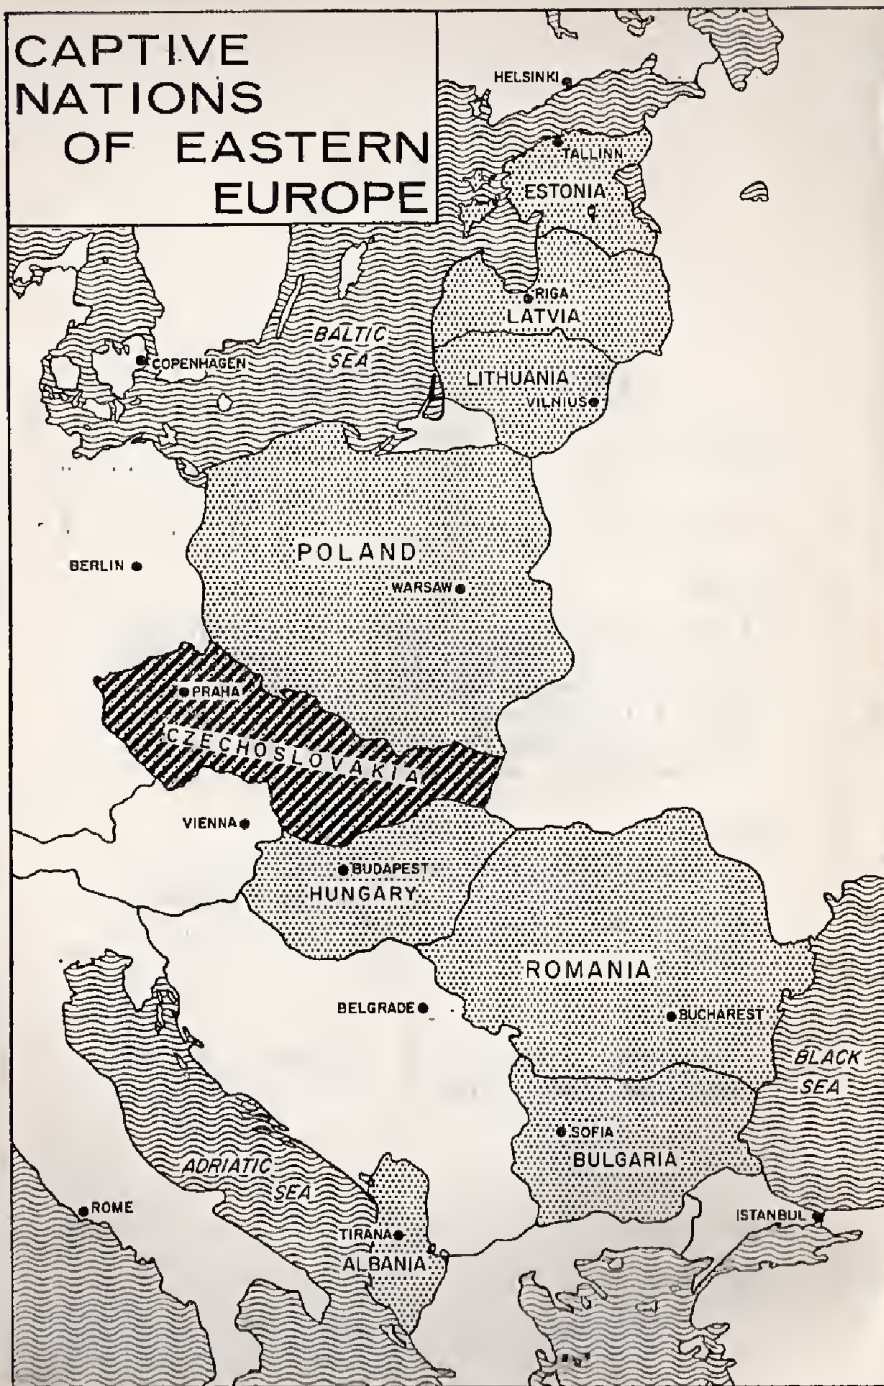 CAPTIVE
NATIONS
OF EASTERN
EUROPE
HELSINKI
TALLINN
ESTONIA
RIGA
LATVIA
BALTIC
SEA
COPENHAGEN
LITHUANIA
VILNIUS
POLAND
BERLIN
WARSAW
PRAHA
CZECHOSLOVAKIA
VIENNA
BUDAPEST
HUNGARY
ROMANIA
BELGRADE
BUCHAREST
BLACK
SEA
SOFIA
BULGARIA
ADRIATIC
SEA
ROME
ISTANBUL
TIRANA
ALBANIA